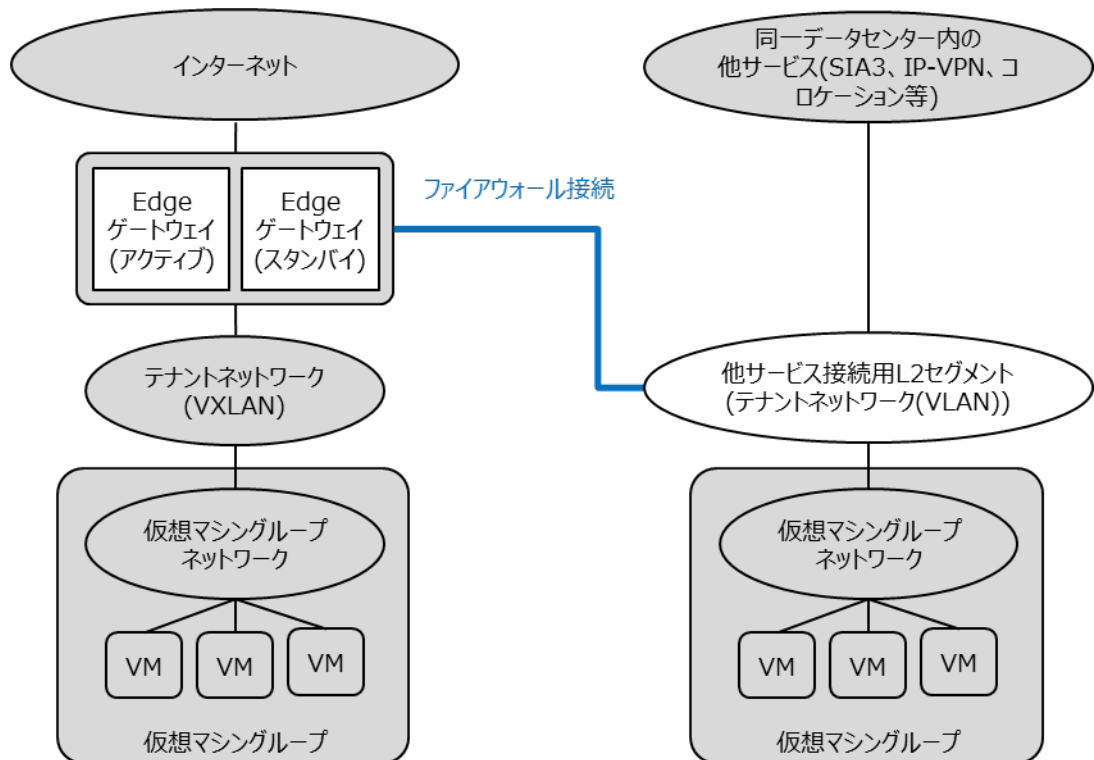 インターネット
同一データセンター内の
他サービス(SIA3、IP-VPN、コ
ロケーション等)
Edge
ゲートウェイ
(アクティブ)
Edge
ゲートウェイ
(スタンバイ)
ファイアウォール接続
テナントネットワーク
(VXLAN)
他サービス接続用L2セグメント
(テナントネットワーク(VLAN))
仮想マシングループ
ネットワーク
VM
VM
VM
仮想マシングループ
仮想マシングループ
ネットワーク
VM
VM
VM
仮想マシングループ